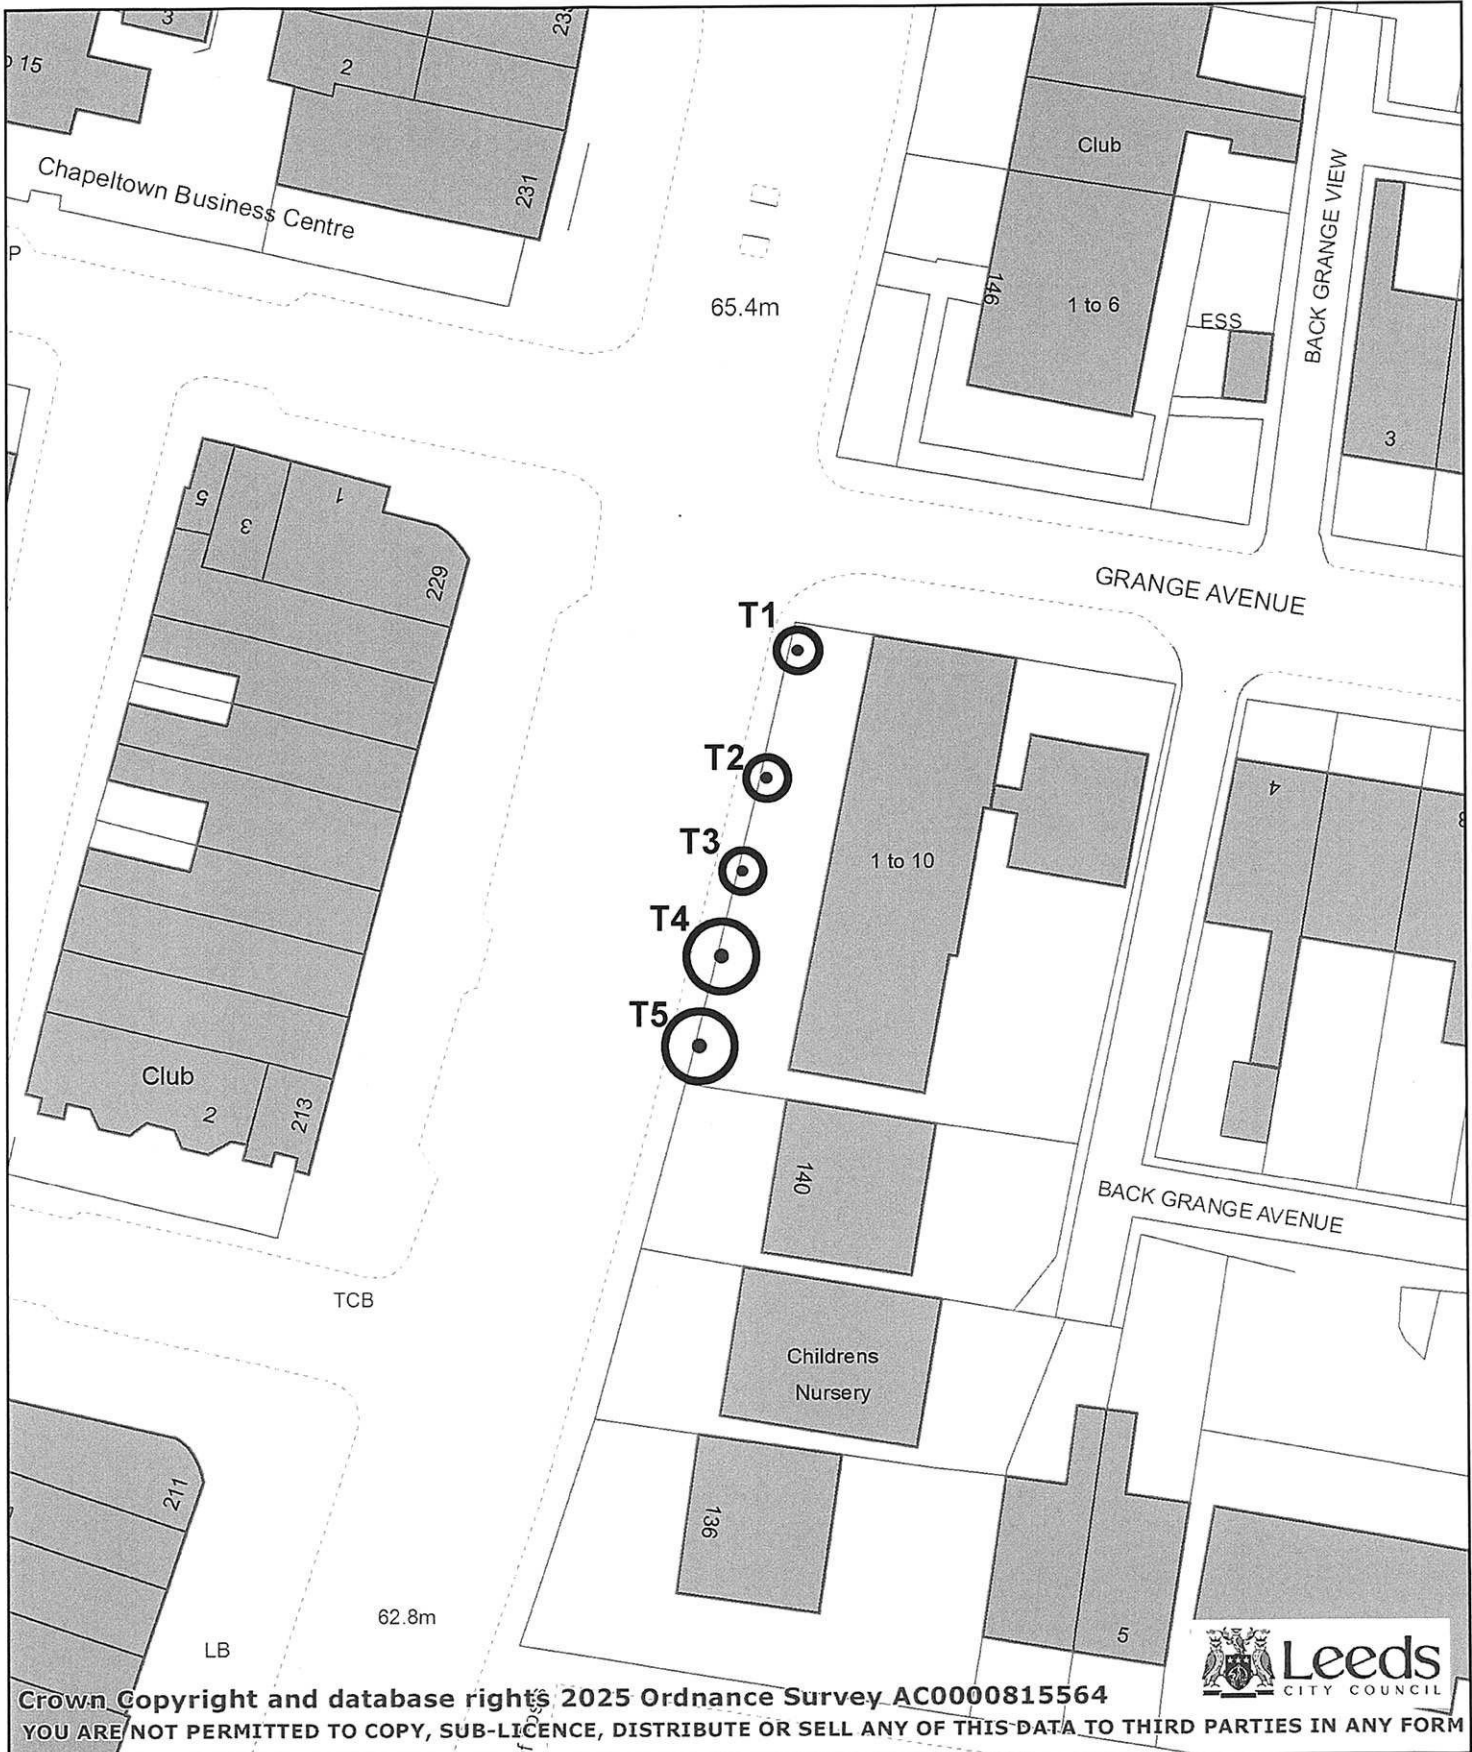 3
233
15
2
Chapeltown Business Centre
231
P
65.4m
Club
146
1 to 6
ESS
BACK GRANGE VIEW
3
5
3
1
229
GRANGE AVENUE
T1
T2
T3
T4
T5
1 to 10
4
Club
2
213
140
BACK GRANGE AVENUE
TCB
Childrens
Nursery
136
211
62.8m
LB
5
Leeds
CITY COUNCIL
Crown Copyright and database rights 2025 Ordnance Survey AC0000815564
YOU ARE NOT PERMITTED TO COPY, SUB-LICENCE, DISTRIBUTE OR SELL ANY OF THIS DATA TO THIRD PARTIES IN ANY FORM